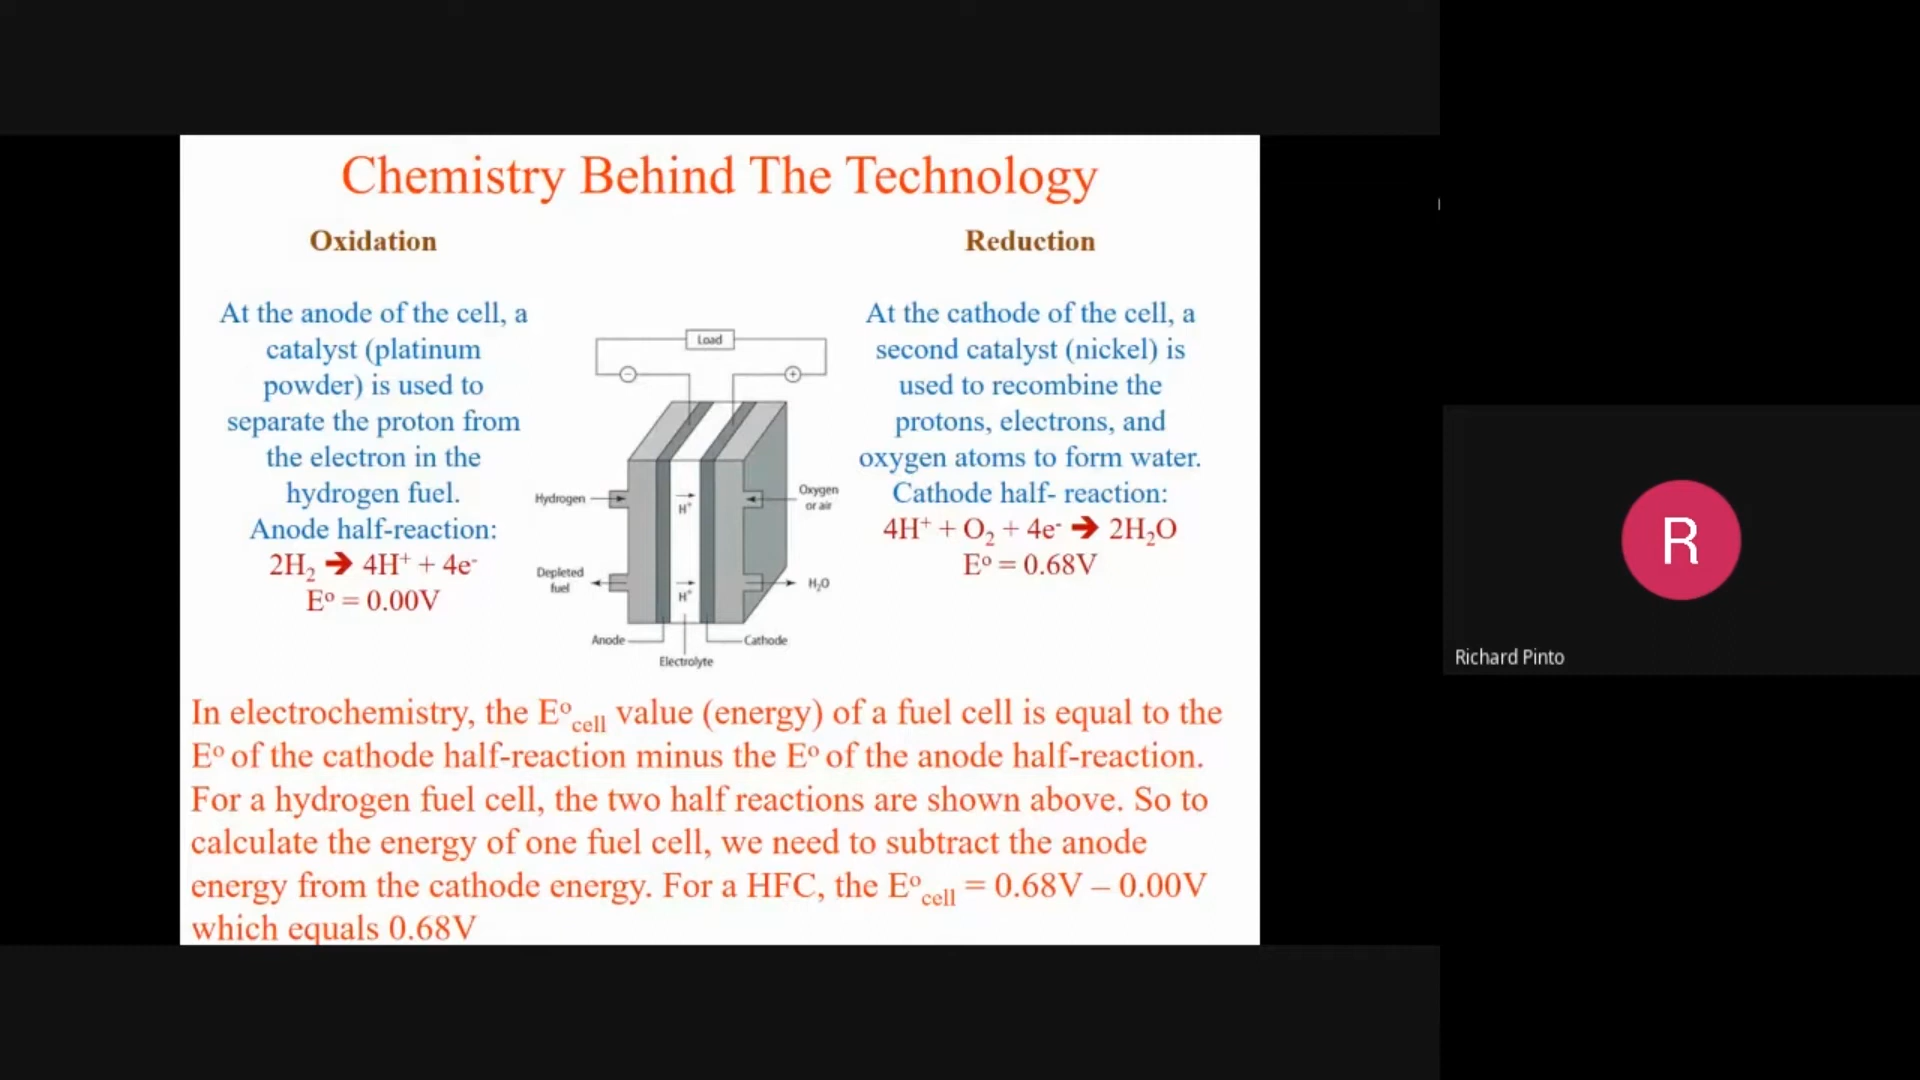 Chemistry Behind The Technology
Oxidation
At the anode of the cell, a
catalyst (platinum
powder) is used to
separate the proton from
the electron in the
hydrogen fuel.
Anode half-reaction:
2H₂ ➔ 4H⁺ + 4e⁻
Eº = 0.00V
Load
−
+
Hydrogen
Oxygen
or air
H⁺
Depleted
fuel
H₂O
H⁺
Anode
Cathode
Electrolyte
Reduction
At the cathode of the cell, a
second catalyst (nickel) is
used to recombine the
protons, electrons, and
oxygen atoms to form water.
Cathode half- reaction:
4H⁺ + O₂ + 4e⁻ ➔ 2H₂O
Eº = 0.68V
In electrochemistry, the Eº cell value (energy) of a fuel cell is equal to the
Eº of the cathode half-reaction minus the Eº of the anode half-reaction.
For a hydrogen fuel cell, the two half reactions are shown above. So to
calculate the energy of one fuel cell, we need to subtract the anode
energy from the cathode energy. For a HFC, the Eº cell = 0.68V – 0.00V
which equals 0.68V
R
Richard Pinto